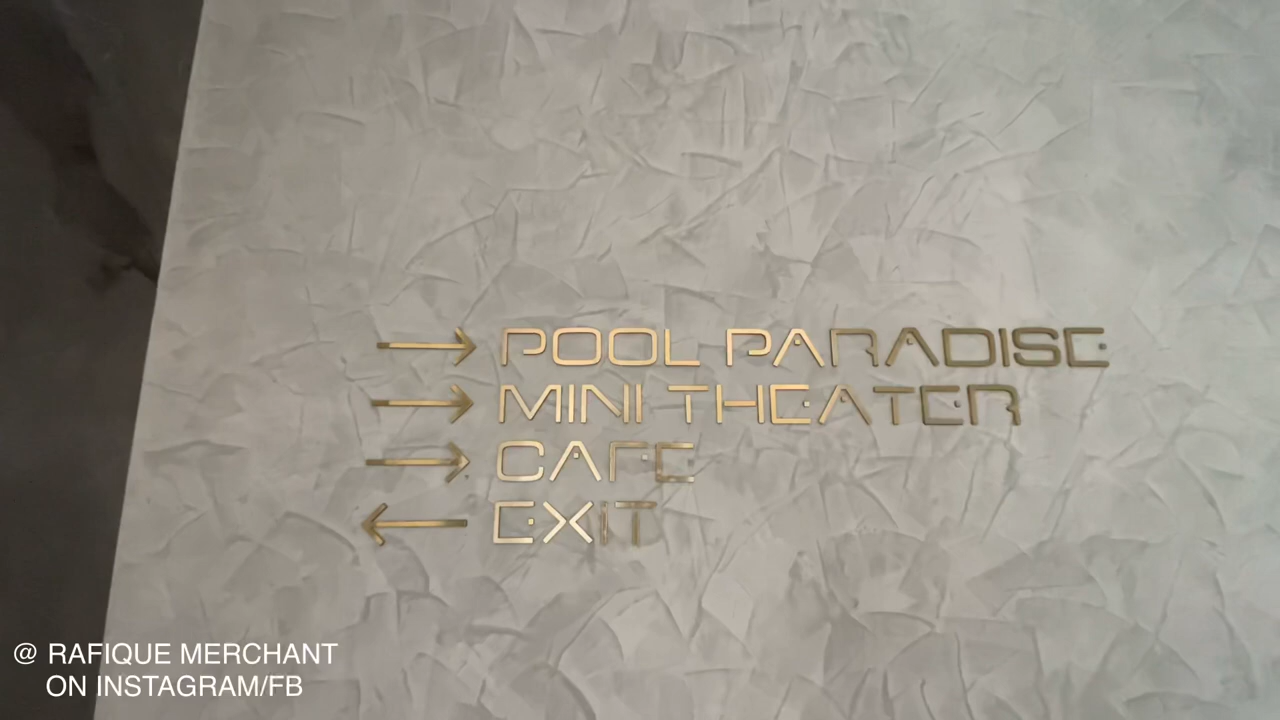 → POOL PARADISE
→ MINI THEATER
→ CAFE
← EXIT
@ RAFIQUE MERCHANT
ON INSTAGRAM/FB